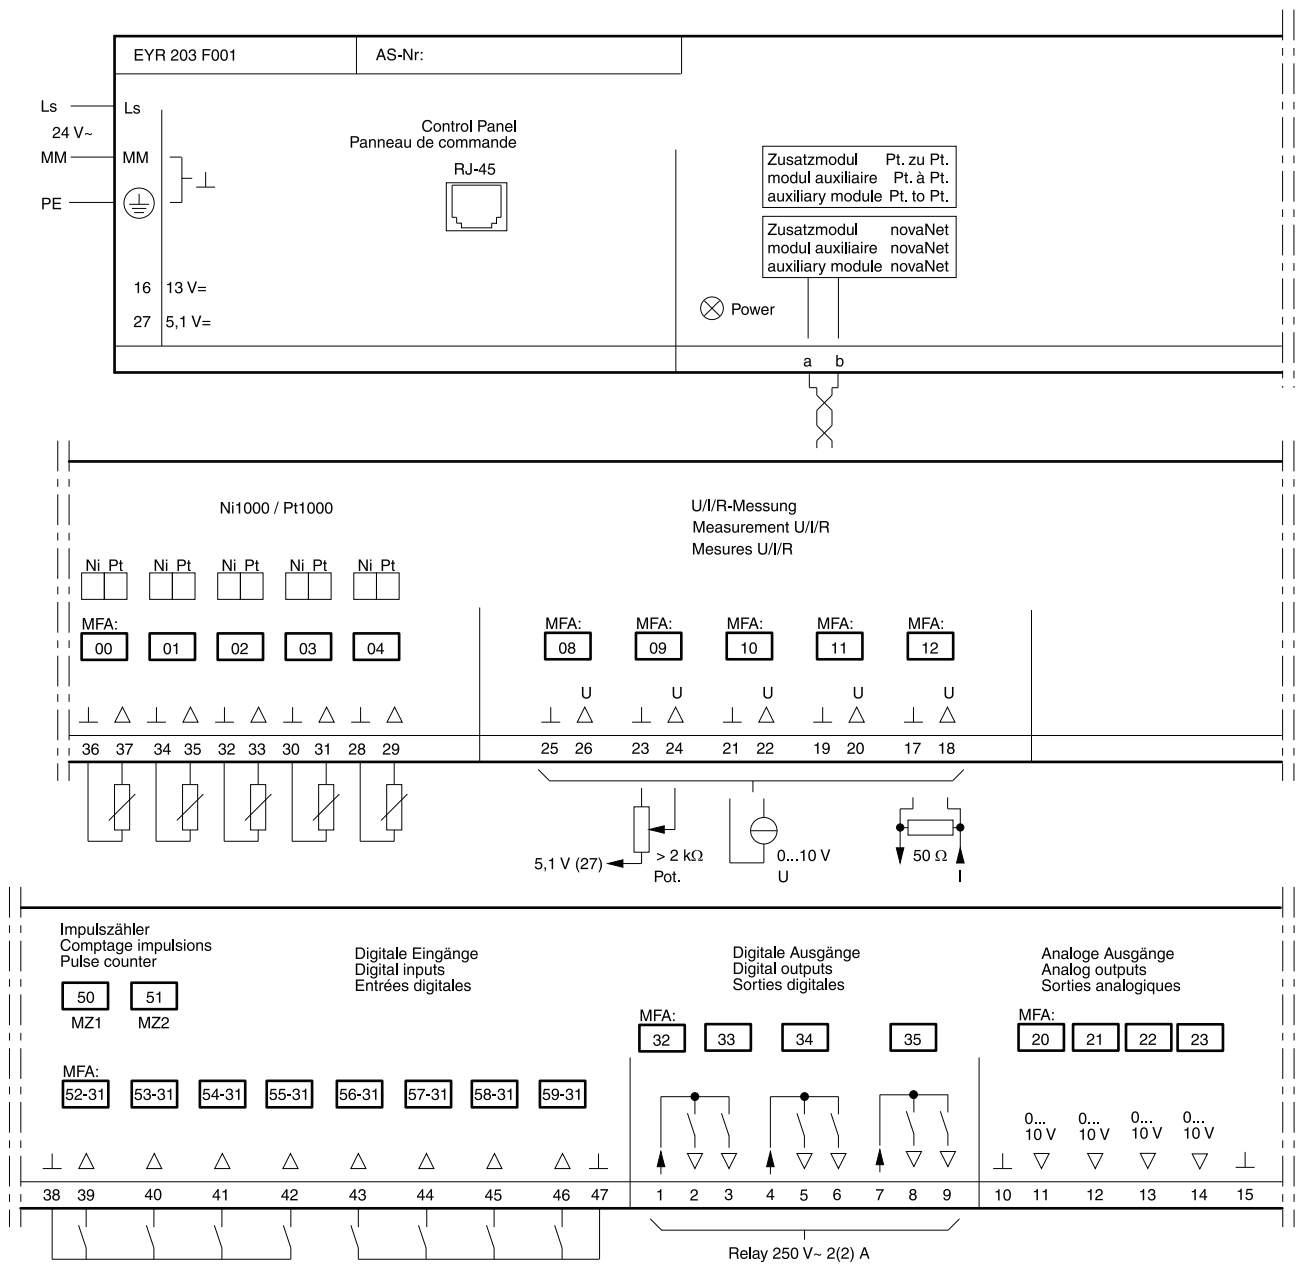 EYR 203 F001 AS-Nr:
Ls Ls
24 V~
MM MM
PE
Control Panel
Panneau de commande
RJ-45
Zusatzmodul Pt. zu Pt.
modul auxiliaire Pt. à Pt.
auxiliary module Pt. to Pt.
Zusatzmodul novaNet
modul auxiliaire novaNet
auxiliary module novaNet
16 13 V=
27 5,1 V=
Power
a b
Ni1000 / Pt1000
U/I/R-Messung
Measurement U/I/R
Mesures U/I/R
Ni Pt Ni Pt Ni Pt Ni Pt Ni Pt
MFA: MFA: MFA: MFA: MFA: MFA:
00 01 02 03 04 08 09 10 11 12
U U U U U
36 37 34 35 32 33 30 31 28 29 25 26 23 24 21 22 19 20 17 18
5,1 V (27) > 2 kΩ 0...10 V 50 Ω
Pot. U I
Impulszähler
Comptage impulsions
Pulse counter
50 51
MZ1 MZ2
Digitale Eingänge
Digital inputs
Entrées digitales
Digitale Ausgänge
Digital outputs
Sorties digitales
Analoge Ausgänge
Analog outputs
Sorties analogiques
MFA: MFA:
32 33 34 35 20 21 22 23
MFA:
52-31 53-31 54-31 55-31 56-31 57-31 58-31 59-31
0... 0... 0... 0...
10 V 10 V 10 V 10 V
38 39 40 41 42 43 44 45 46 47 1 2 3 4 5 6 7 8 9 10 11 12 13 14 15
Relay 250 V~ 2(2) A